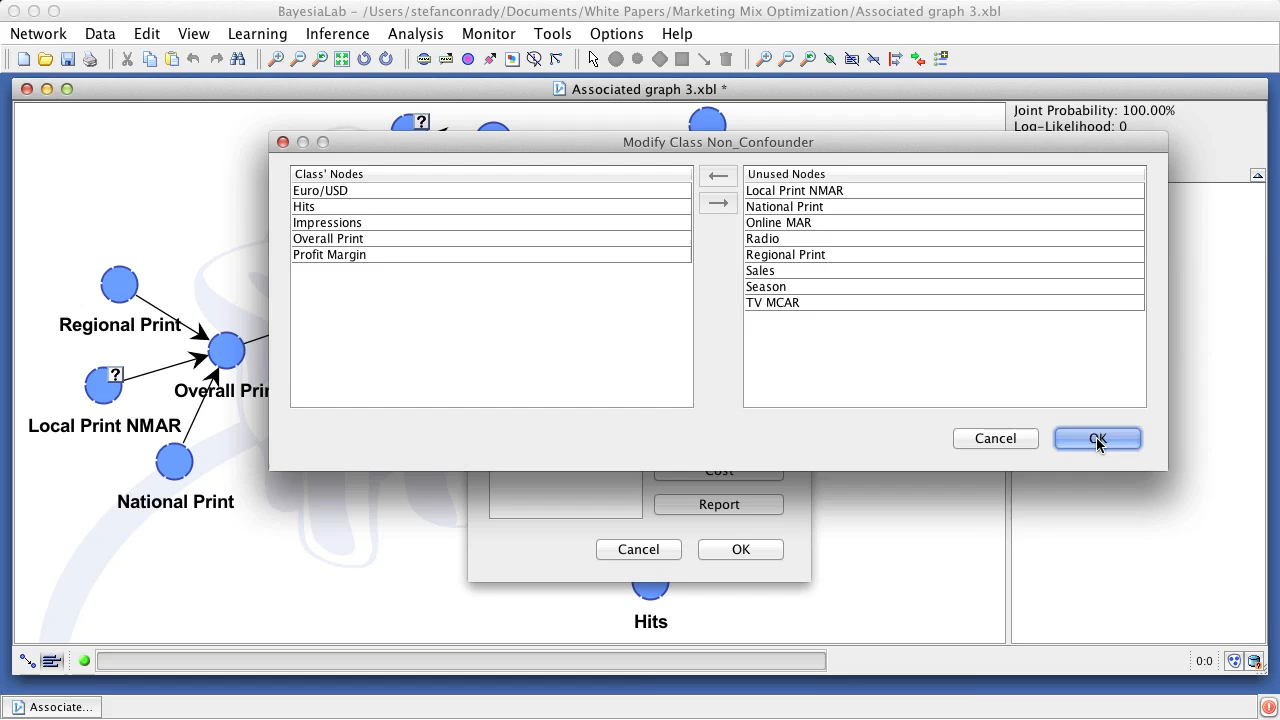 BayesiaLab – /Users/stefanconrady/Documents/White Papers/Marketing Mix Optimization/Associated graph 3.xbl
Network Data Edit View Learning Inference Analysis Monitor Tools Options Help
Associated graph 3.xbl *
Joint Probability: 100.00%
Log-Likelihood: 0
?
Modify Class Non_Confounder
Class' Nodes
Euro/USD
Hits
Impressions
Overall Print
Profit Margin
Unused Nodes
Local Print NMAR
National Print
Online MAR
Radio
Regional Print
Sales
Season
TV MCAR
Cancel OK
Regional Print
?
Overall Prin
Local Print NMAR
National Print
Cost
Report
Cancel OK
Hits
0:0
Associate...